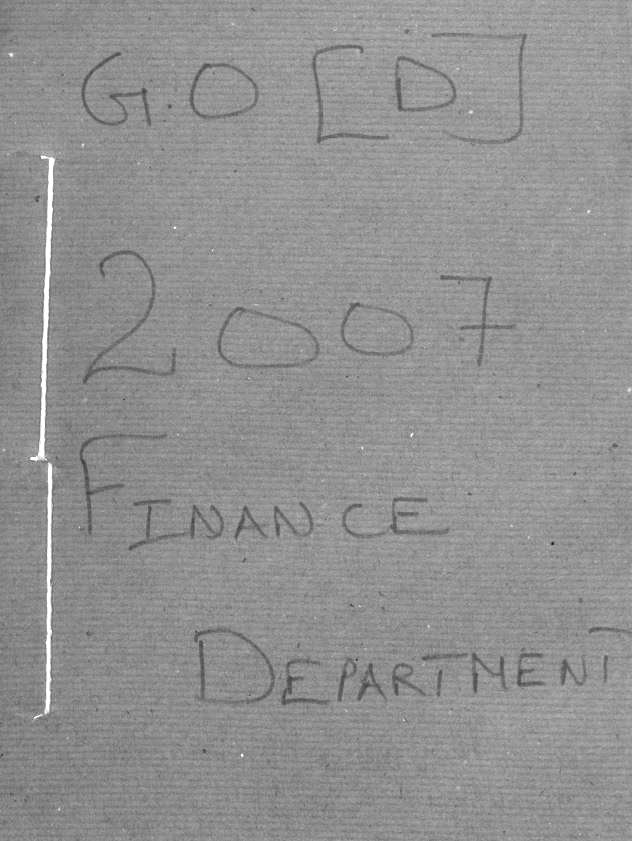 G.O [D]
2007
FINANCE
DEPARTMENT